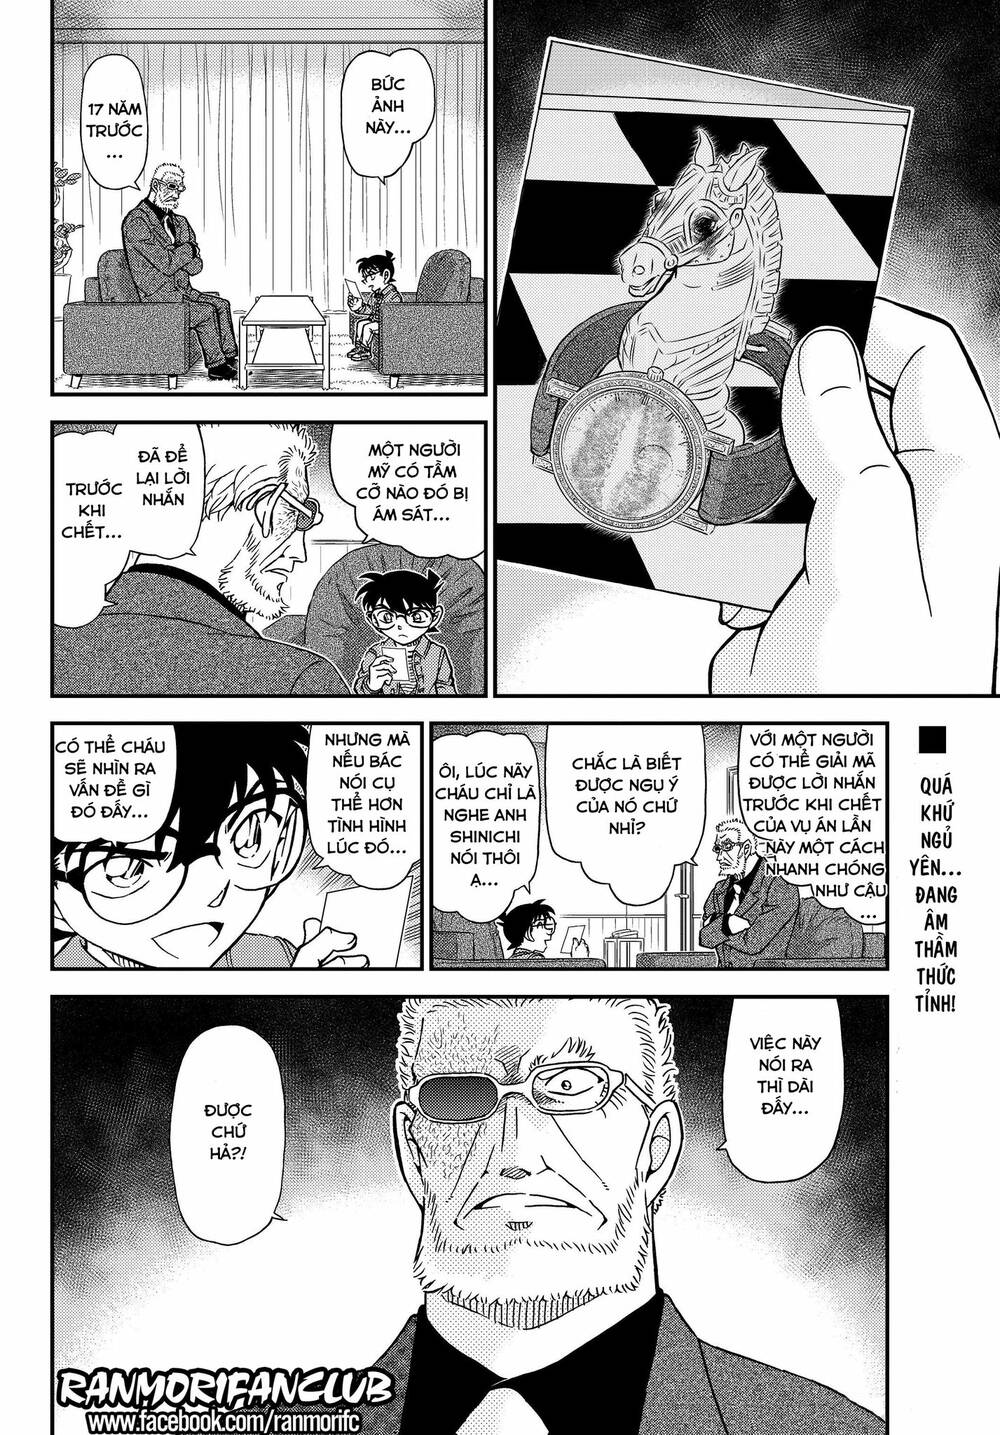 BỨC
ẢNH
NÀY...
17 NĂM
TRƯỚC
...
MỘT NGƯỜI
MỸ CÓ TẦM
CỠ NÀO ĐÓ BỊ
ÁM SÁT...
ĐÃ ĐỂ
LẠI LỜI
NHẮN
TRƯỚC
KHI
CHẾT...
QUÁ
KHỨ
NGỦ
YÊN...
ĐANG
ÂM
THẦM
THỨC
TỈNH!
VỚI MỘT NGƯỜI
CÓ THỂ GIẢI MÃ
ĐƯỢC LỜI NHẮN
TRƯỚC KHI CHẾT
CỦA VỤ ÁN LẦN
NÀY MỘT CÁCH
NHANH CHÓNG
NHƯ CẬU
...
CHẮC LÀ BIẾT
ĐƯỢC NGỤ Ý
CỦA NÓ CHỨ
NHỈ?
ÔI, LÚC NÃY
CHÁU CHỈ LÀ
NGHE ANH
SHINICHI
NÓI THÔI
Ạ...
NHƯNG MÀ
NẾU BÁC
NÓI CỤ
THỂ HƠN
TÌNH HÌNH
LÚC ĐÓ...
CÓ THỂ CHÁU
SẼ NHÌN RA
VẤN ĐỀ GÌ
ĐÓ ĐẤY...
VIỆC NÀY
NÓI RA
THÌ DÀI
ĐẤY...
ĐƯỢC
CHỨ
HẢ?!
RANMORIFANCLUB
www.facebook.com/ranmorifc